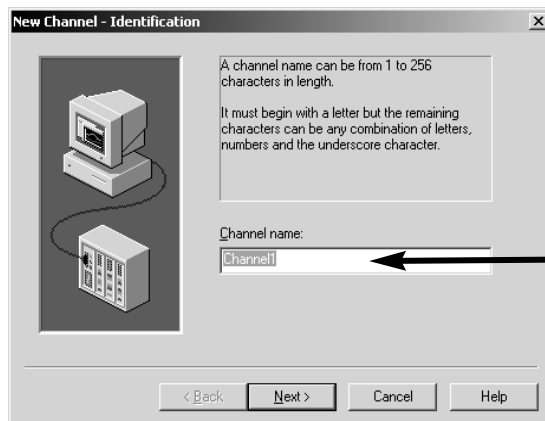 New Channel - Identification
A channel name can be from 1 to 256
characters in length.
It must begin with a letter but the remaining
characters can be any combination of letters,
numbers and the underscore character.
Channel name:
Channel1
< Back
Next >
Cancel
Help